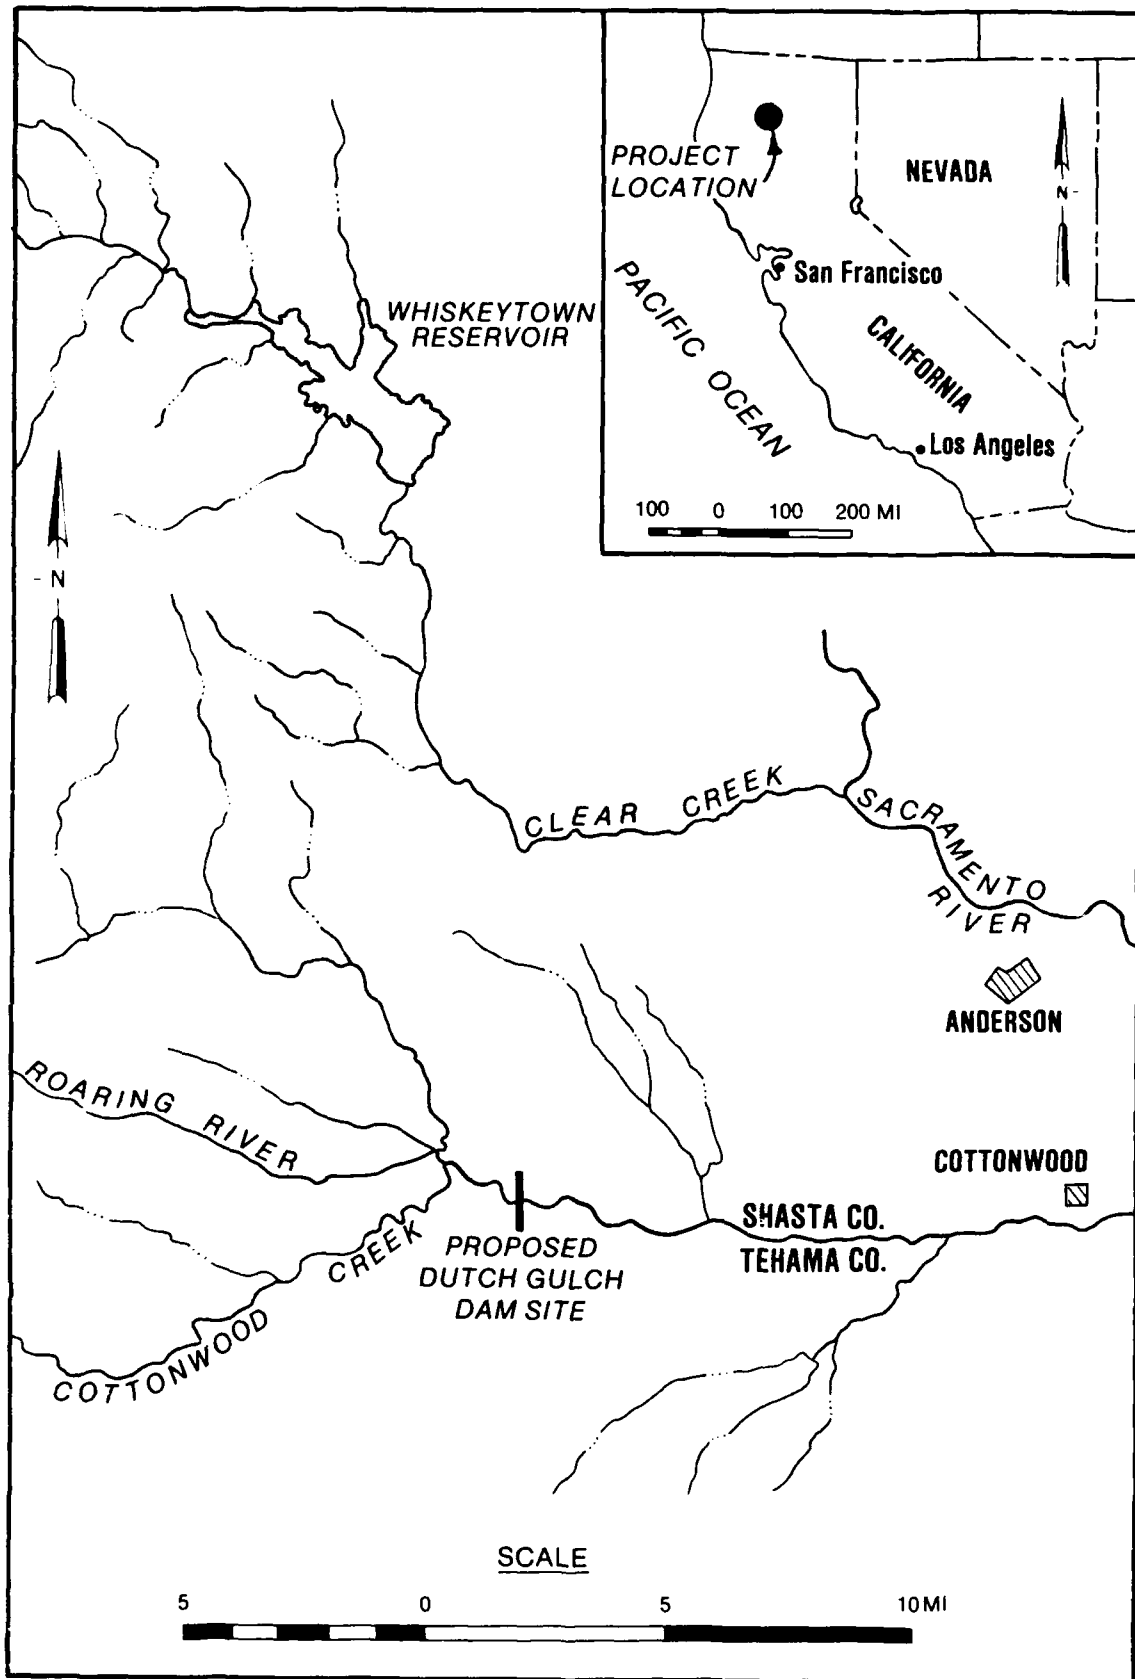 PROJECT
LOCATION
NEVADA
- N -
San Francisco
PACIFIC OCEAN
CALIFORNIA
Los Angeles
100 0 100 200 MI
WHISKEYTOWN
RESERVOIR
- N
CLEAR CREEK
SACRAMENTO
RIVER
ANDERSON
ROARING RIVER
COTTONWOOD
SHASTA CO.
TEHAMA CO.
PROPOSED
DUTCH GULCH
DAM SITE
COTTONWOOD CREEK
SCALE
5 0 5 10 MI